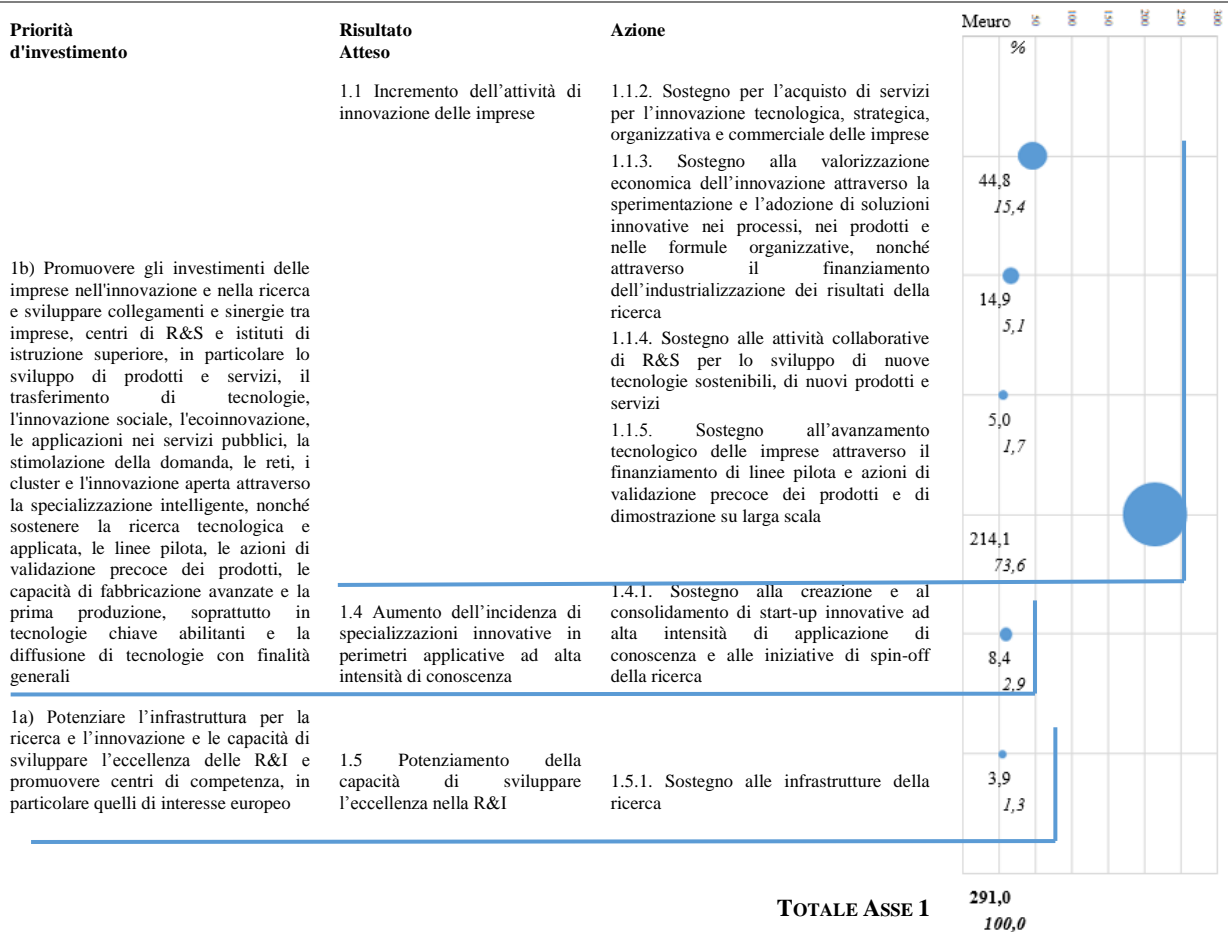 Priorità
d'investimento
Risultato
Atteso
Azione
Meuro
50
100
150
200
250
300
%
1.1 Incremento dell'attività di
innovazione delle imprese
1.1.2. Sostegno per l'acquisto di servizi
per l'innovazione tecnologica, strategica,
organizzativa e commerciale delle imprese
44,8
15,4
1.1.3. Sostegno alla valorizzazione
economica dell'innovazione attraverso la
sperimentazione e l'adozione di soluzioni
innovative nei processi, nei prodotti e
nelle formule organizzative, nonché
attraverso il finanziamento
dell'industrializzazione dei risultati della
ricerca
14,9
5,1
1.1.4. Sostegno alle attività collaborative
di R&S per lo sviluppo di nuove
tecnologie sostenibili, di nuovi prodotti e
servizi
5,0
1,7
1.1.5. Sostegno all'avanzamento
tecnologico delle imprese attraverso il
finanziamento di linee pilota e azioni di
validazione precoce dei prodotti e di
dimostrazione su larga scala
214,1
73,6
1b) Promuovere gli investimenti delle
imprese nell'innovazione e nella ricerca
e sviluppare collegamenti e sinergie tra
imprese, centri di R&S e istituti di
istruzione superiore, in particolare lo
sviluppo di prodotti e servizi, il
trasferimento di tecnologie,
l'innovazione sociale, l'ecoinnovazione,
le applicazioni nei servizi pubblici, la
stimolazione della domanda, le reti, i
cluster e l'innovazione aperta attraverso
la specializzazione intelligente, nonché
sostenere la ricerca tecnologica e
applicata, le linee pilota, le azioni di
validazione precoce dei prodotti, le
capacità di fabbricazione avanzate e la
prima produzione, soprattutto in
tecnologie chiave abilitanti e la
diffusione di tecnologie con finalità
generali
1.4 Aumento dell'incidenza di
specializzazioni innovative in
perimetri applicative ad alta
intensità di conoscenza
1.4.1. Sostegno alla creazione e al
consolidamento di start-up innovative ad
alta intensità di applicazione di
conoscenza e alle iniziative di spin-off
della ricerca
8,4
2,9
1a) Potenziare l'infrastruttura per la
ricerca e l'innovazione e le capacità di
sviluppare l'eccellenza delle R&I e
promuovere centri di competenza, in
particolare quelli di interesse europeo
1.5 Potenziamento della
capacità di sviluppare
l'eccellenza nella R&I
1.5.1. Sostegno alle infrastrutture della
ricerca
3,9
1,3
TOTALE ASSE 1
291,0
100,0